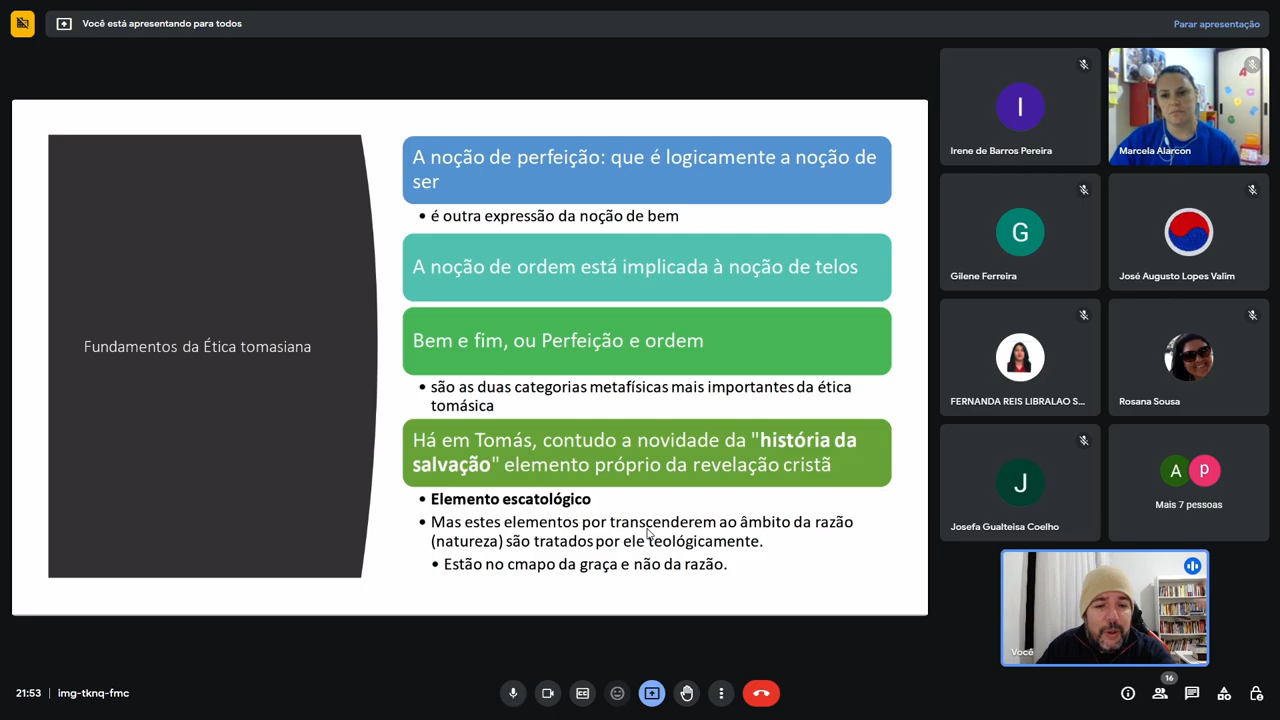 Você está apresentando para todos
Parar apresentação
Fundamentos da Ética tomasiana
A noção de perfeição: que é logicamente a noção de
ser
• é outra expressão da noção de bem
A noção de ordem está implicada à noção de telos
Bem e fim, ou Perfeição e ordem
• são as duas categorias metafísicas mais importantes da ética
tomásica
Há em Tomás, contudo a novidade da "história da
salvação" elemento próprio da revelação cristã
• Elemento escatológico
• Mas estes elementos por transcenderem ao âmbito da razão
(natureza) são tratados por ele teológicamente.
• Estão no cmapo da graça e não da razão.
I
Irene de Barros Pereira
Marcela Alarcon
G
Gilene Ferreira
José Augusto Lopes Valim
FERNANDA REIS LIBRALAO S...
Rosana Sousa
J
Josefa Gualteisa Coelho
A P
Mais 7 pessoas
Você
21:53 img-tknq-fmc
16